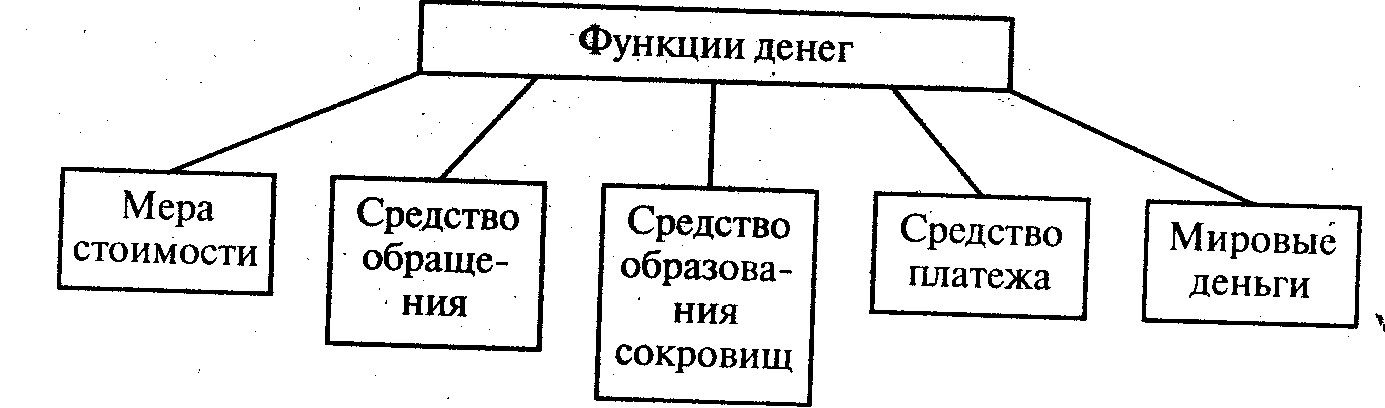 Функции денег
Мера
стоимости
Средство
обраще-
ния
Средство
образова-
ния
сокровищ
Средство
платежа
Мировые
деньги